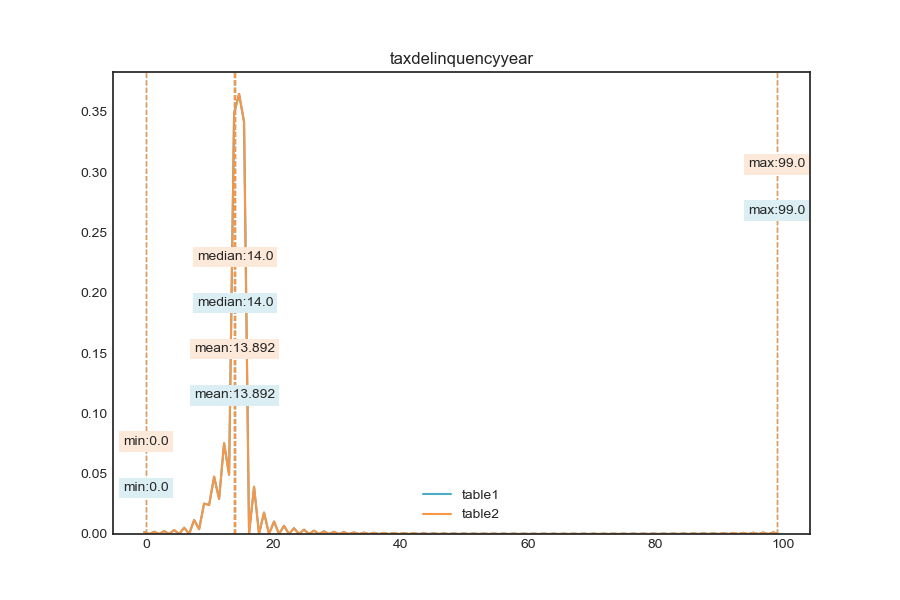 taxdelinquencyyear
0.35
0.30
0.25
0.20
0.15
0.10
0.05
0.00
max:99.0
max:99.0
median:14.0
median:14.0
mean:13.892
mean:13.892
min:0.0
min:0.0
table1
table2
0 20 40 60 80 100